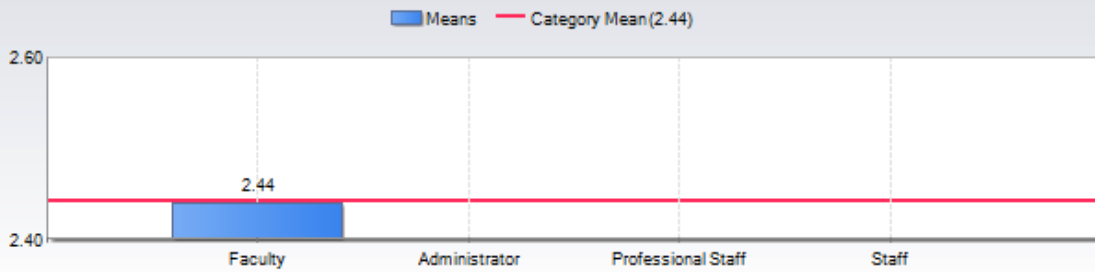 Means Category Mean(2.44)
2.60
2.44
2.40
Faculty Administrator Professional Staff Staff